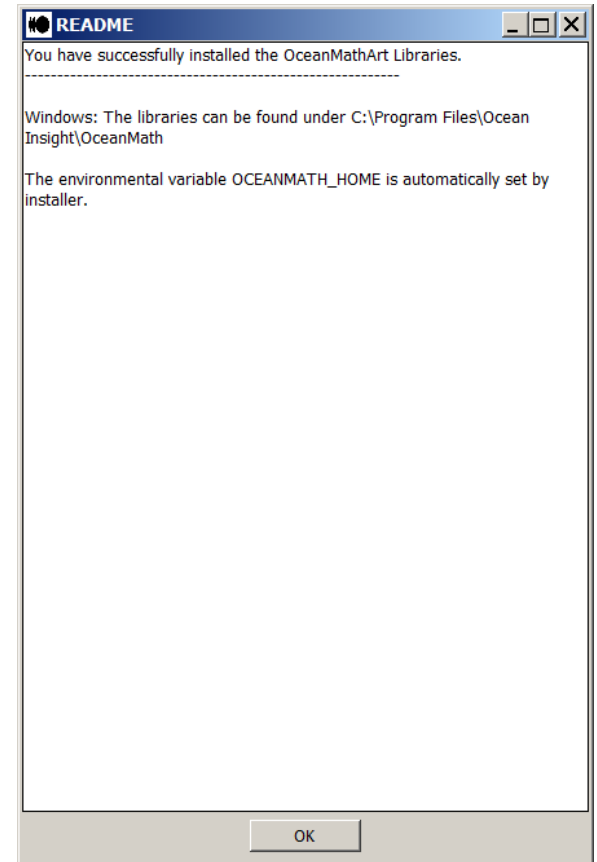 README
You have successfully installed the OceanMathArt Libraries.
----------------------------------------------------------
Windows: The libraries can be found under C:\Program Files\Ocean
Insight\OceanMath
The environmental variable OCEANMATH_HOME is automatically set by
installer.
OK